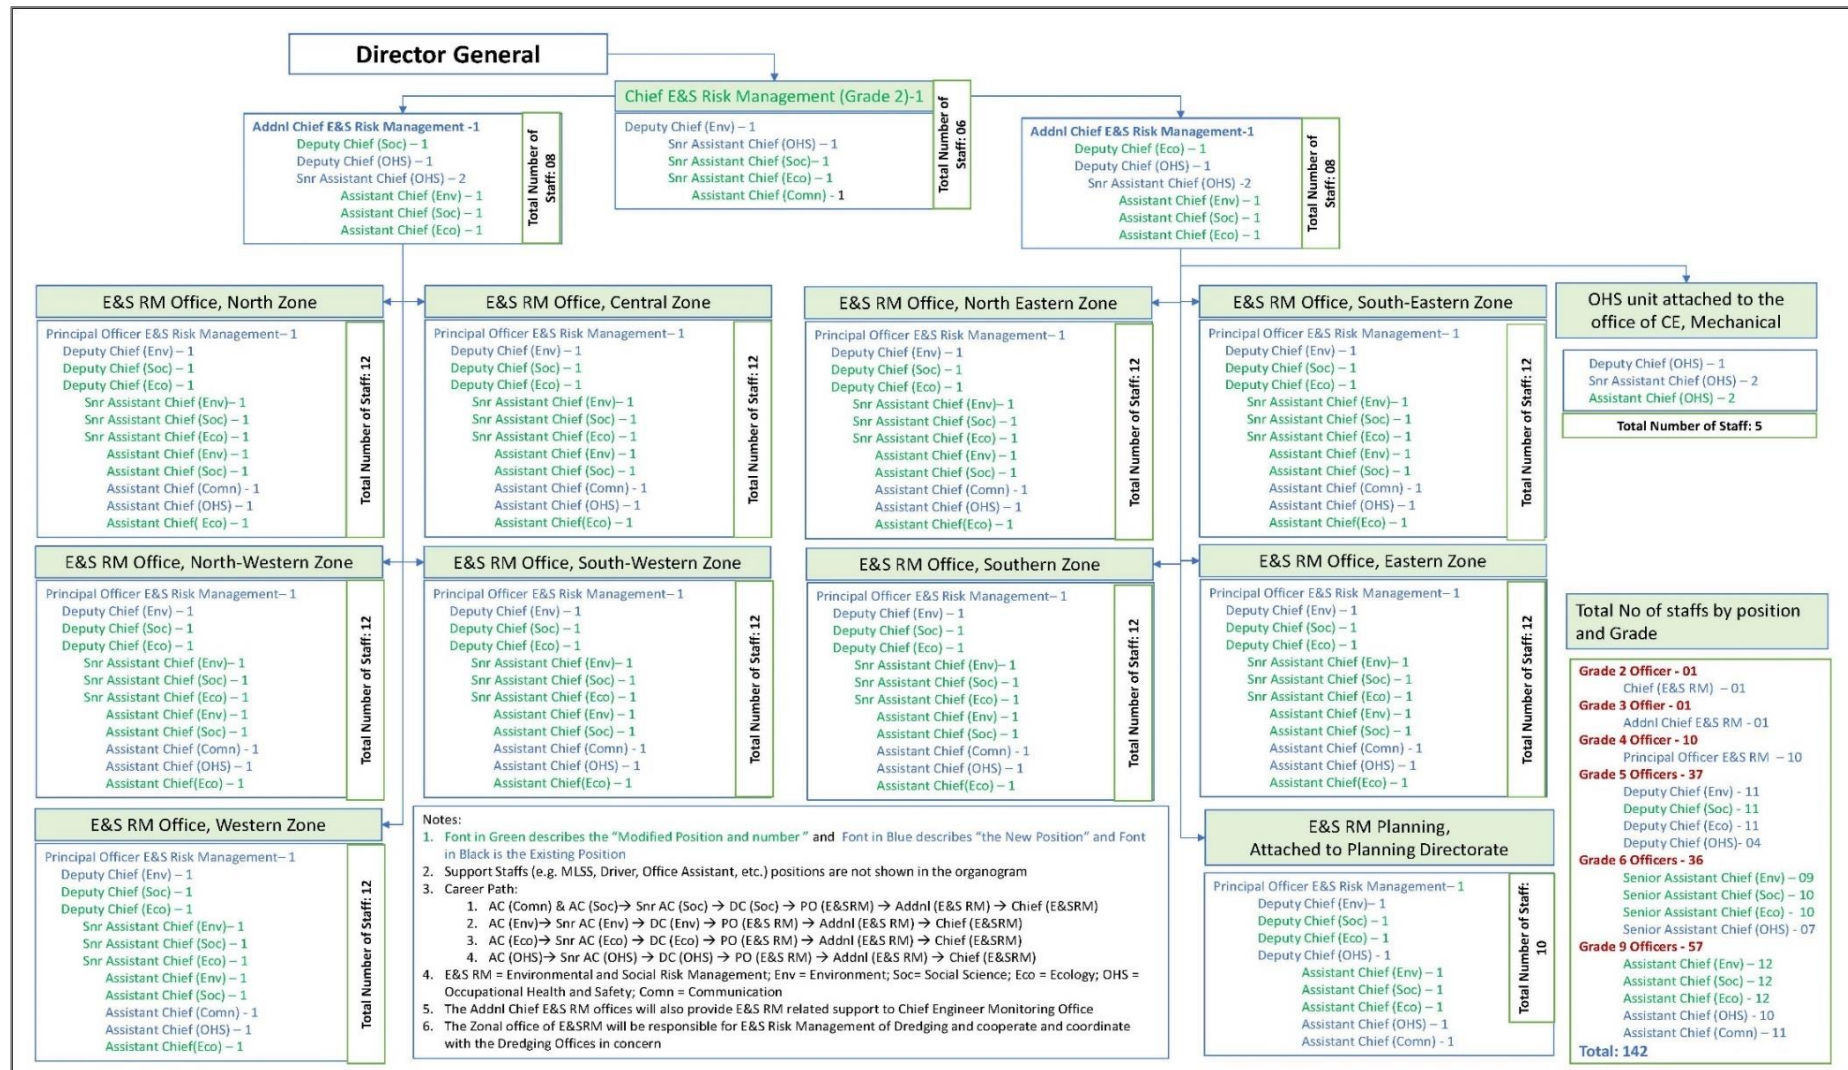 Director General
Chief E&S Risk Management (Grade 2)-1
Deputy Chief (Env) – 1
Snr Assistant Chief (OHS) – 1
Snr Assistant Chief (Soc)– 1
Snr Assistant Chief (Eco) – 1
Assistant Chief (Comn) - 1
Total Number of
Staff: 06
Addnl Chief E&S Risk Management -1
Deputy Chief (Soc) – 1
Deputy Chief (OHS) – 1
Snr Assistant Chief (OHS) – 2
Assistant Chief (Env) – 1
Assistant Chief (Soc) – 1
Assistant Chief (Eco) – 1
Total Number of
Staff: 08
Addnl Chief E&S Risk Management-1
Deputy Chief (Eco) – 1
Deputy Chief (OHS) – 1
Snr Assistant Chief (OHS) -2
Assistant Chief (Env) – 1
Assistant Chief (Soc) – 1
Assistant Chief (Eco) – 1
Total Number of
Staff: 08
E&S RM Office, North Zone
Principal Officer E&S Risk Management– 1
Deputy Chief (Env) – 1
Deputy Chief (Soc) – 1
Deputy Chief (Eco) – 1
Snr Assistant Chief (Env)– 1
Snr Assistant Chief (Soc) – 1
Snr Assistant Chief (Eco) – 1
Assistant Chief (Env) – 1
Assistant Chief (Soc) – 1
Assistant Chief (Comn) - 1
Assistant Chief (OHS) – 1
Assistant Chief( Eco) – 1
Total Number of Staff: 12
E&S RM Office, Central Zone
Principal Officer E&S Risk Management– 1
Deputy Chief (Env) – 1
Deputy Chief (Soc) – 1
Deputy Chief (Eco) – 1
Snr Assistant Chief (Env)– 1
Snr Assistant Chief (Soc) – 1
Snr Assistant Chief (Eco) – 1
Assistant Chief (Env) – 1
Assistant Chief (Soc) – 1
Assistant Chief (Comn) - 1
Assistant Chief (OHS) – 1
Assistant Chief(Eco) – 1
Total Number of Staff: 12
E&S RM Office, North Eastern Zone
Principal Officer E&S Risk Management– 1
Deputy Chief (Env) – 1
Deputy Chief (Soc) – 1
Deputy Chief (Eco) – 1
Snr Assistant Chief (Env)– 1
Snr Assistant Chief (Soc) – 1
Snr Assistant Chief (Eco) – 1
Assistant Chief (Env) – 1
Assistant Chief (Soc) – 1
Assistant Chief (Comn) - 1
Assistant Chief (OHS) – 1
Assistant Chief(Eco) – 1
Total Number of Staff: 12
E&S RM Office, South-Eastern Zone
Principal Officer E&S Risk Management– 1
Deputy Chief (Env) – 1
Deputy Chief (Soc) – 1
Deputy Chief (Eco) – 1
Snr Assistant Chief (Env)– 1
Snr Assistant Chief (Soc) – 1
Snr Assistant Chief (Eco) – 1
Assistant Chief (Env) – 1
Assistant Chief (Soc) – 1
Assistant Chief (Comn) - 1
Assistant Chief (OHS) – 1
Assistant Chief(Eco) – 1
Total Number of Staff: 12
OHS unit attached to the
office of CE, Mechanical
Deputy Chief (OHS) – 1
Snr Assistant Chief (OHS) – 2
Assistant Chief (OHS) – 2
Total Number of Staff: 5
E&S RM Office, North-Western Zone
Principal Officer E&S Risk Management– 1
Deputy Chief (Env) – 1
Deputy Chief (Soc) – 1
Deputy Chief (Eco) – 1
Snr Assistant Chief (Env)– 1
Snr Assistant Chief (Soc) – 1
Snr Assistant Chief (Eco) – 1
Assistant Chief (Env) – 1
Assistant Chief (Soc) – 1
Assistant Chief (Comn) - 1
Assistant Chief (OHS) – 1
Assistant Chief(Eco) – 1
Total Number of Staff: 12
E&S RM Office, South-Western Zone
Principal Officer E&S Risk Management– 1
Deputy Chief (Env) – 1
Deputy Chief (Soc) – 1
Deputy Chief (Eco) – 1
Snr Assistant Chief (Env)– 1
Snr Assistant Chief (Soc) – 1
Snr Assistant Chief (Eco) – 1
Assistant Chief (Env) – 1
Assistant Chief (Soc) – 1
Assistant Chief (Comn) - 1
Assistant Chief (OHS) – 1
Assistant Chief(Eco) – 1
Total Number of Staff: 12
E&S RM Office, Southern Zone
Principal Officer E&S Risk Management– 1
Deputy Chief (Env) – 1
Deputy Chief (Soc) – 1
Deputy Chief (Eco) – 1
Snr Assistant Chief (Env)– 1
Snr Assistant Chief (Soc) – 1
Snr Assistant Chief (Eco) – 1
Assistant Chief (Env) – 1
Assistant Chief (Soc) – 1
Assistant Chief (Comn) - 1
Assistant Chief (OHS) – 1
Assistant Chief(Eco) – 1
Total Number of Staff: 12
E&S RM Office, Eastern Zone
Principal Officer E&S Risk Management– 1
Deputy Chief (Env) – 1
Deputy Chief (Soc) – 1
Deputy Chief (Eco) – 1
Snr Assistant Chief (Env)– 1
Snr Assistant Chief (Soc) – 1
Snr Assistant Chief (Eco) – 1
Assistant Chief (Env) – 1
Assistant Chief (Soc) – 1
Assistant Chief (Comn) - 1
Assistant Chief (OHS) – 1
Assistant Chief(Eco) – 1
Total Number of Staff: 12
E&S RM Office, Western Zone
Principal Officer E&S Risk Management– 1
Deputy Chief (Env) – 1
Deputy Chief (Soc) – 1
Deputy Chief (Eco) – 1
Snr Assistant Chief (Env)– 1
Snr Assistant Chief (Soc) – 1
Snr Assistant Chief (Eco) – 1
Assistant Chief (Env) – 1
Assistant Chief (Soc) – 1
Assistant Chief (Comn) - 1
Assistant Chief (OHS) – 1
Assistant Chief(Eco) – 1
Total Number of Staff: 12
Notes:
1. Font in Green describes the “Modified Position and number ” and Font in Blue describes “the New Position” and Font
in Black is the Existing Position
2. Support Staffs (e.g. MLSS, Driver, Office Assistant, etc.) positions are not shown in the organogram
3. Career Path:
1. AC (Comn) & AC (Soc)→ Snr AC (Soc) → DC (Soc) → PO (E&SRM) → Addnl (E&S RM) → Chief (E&SRM)
2. AC (Env)→ Snr AC (Env) → DC (Env) → PO (E&S RM) → Addnl (E&S RM) → Chief (E&SRM)
3. AC (Eco)→ Snr AC (Eco) → DC (Eco) → PO (E&S RM) → Addnl (E&S RM) → Chief (E&SRM)
4. AC (OHS)→ Snr AC (OHS) → DC (OHS) → PO (E&S RM) → Addnl (E&S RM) → Chief (E&SRM)
4. E&S RM = Environmental and Social Risk Management; Env = Environment; Soc= Social Science; Eco = Ecology; OHS =
Occupational Health and Safety; Comn = Communication
5. The Addnl Chief E&S RM offices will also provide E&S RM related support to Chief Engineer Monitoring Office
6. The Zonal office of E&SRM will be responsible for E&S Risk Management of Dredging and cooperate and coordinate
with the Dredging Offices in concern
E&S RM Planning,
Attached to Planning Directorate
Principal Officer E&S Risk Management– 1
Deputy Chief (Env)– 1
Deputy Chief (Soc) – 1
Deputy Chief (Eco) – 1
Deputy Chief (OHS) - 1
Assistant Chief (Env) – 1
Assistant Chief (Soc) – 1
Assistant Chief (Eco) – 1
Assistant Chief (OHS) – 1
Assistant Chief (Comn) - 1
Total Number of Staff:
10
Total No of staffs by position
and Grade
Grade 2 Officer - 01
Chief (E&S RM) – 01
Grade 3 Offier - 01
Addnl Chief E&S RM - 01
Grade 4 Officer - 10
Principal Officer E&S RM – 10
Grade 5 Officers - 37
Deputy Chief (Env) - 11
Deputy Chief (Soc) - 11
Deputy Chief (Eco) - 11
Deputy Chief (OHS)- 04
Grade 6 Officers - 36
Senior Assistant Chief (Env) – 09
Senior Assistant Chief (Soc) - 10
Senior Assistant Chief (Eco) - 10
Senior Assistant Chief (OHS) - 07
Grade 9 Officers - 57
Assistant Chief (Env) – 12
Assistant Chief (Soc) – 12
Assistant Chief (Eco) - 12
Assistant Chief (OHS) - 10
Assistant Chief (Comn) – 11
Total: 142